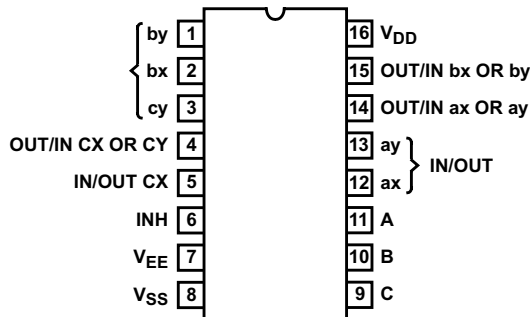 by 1
bx 2
cy 3
OUT/IN CX OR CY 4
IN/OUT CX 5
INH 6
VEE 7
VSS 8
16 VDD
15 OUT/IN bx OR by
14 OUT/IN ax OR ay
13 ay
IN/OUT
12 ax
11 A
10 B
9 C